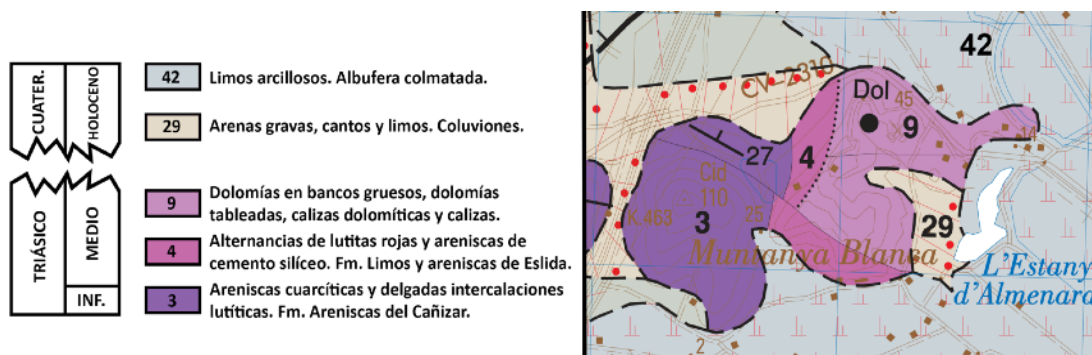 CUATER.
HOLOCENO
TRIÁSICO
MEDIO
INF.
42 Limos arcillosos. Albufera colmatada.
29 Arenas gravas, cantos y limos. Coluviones.
9 Dolomías en bancos gruesos, dolomías
tableadas, calizas dolomíticas y calizas.
4 Alternancias de lutitas rojas y areniscas de
cemento silíceo. Fm. Limos y areniscas de Eslida.
3 Areniscas cuarcíticas y delgadas intercalaciones
lutíticas. Fm. Areniscas del Cañizar.
42
CV-2310
Dol
45
9
14
27
4
Cid
110
K.463
25
3
29
Muntanya Blanca
L'Estany
d'Almenara
2